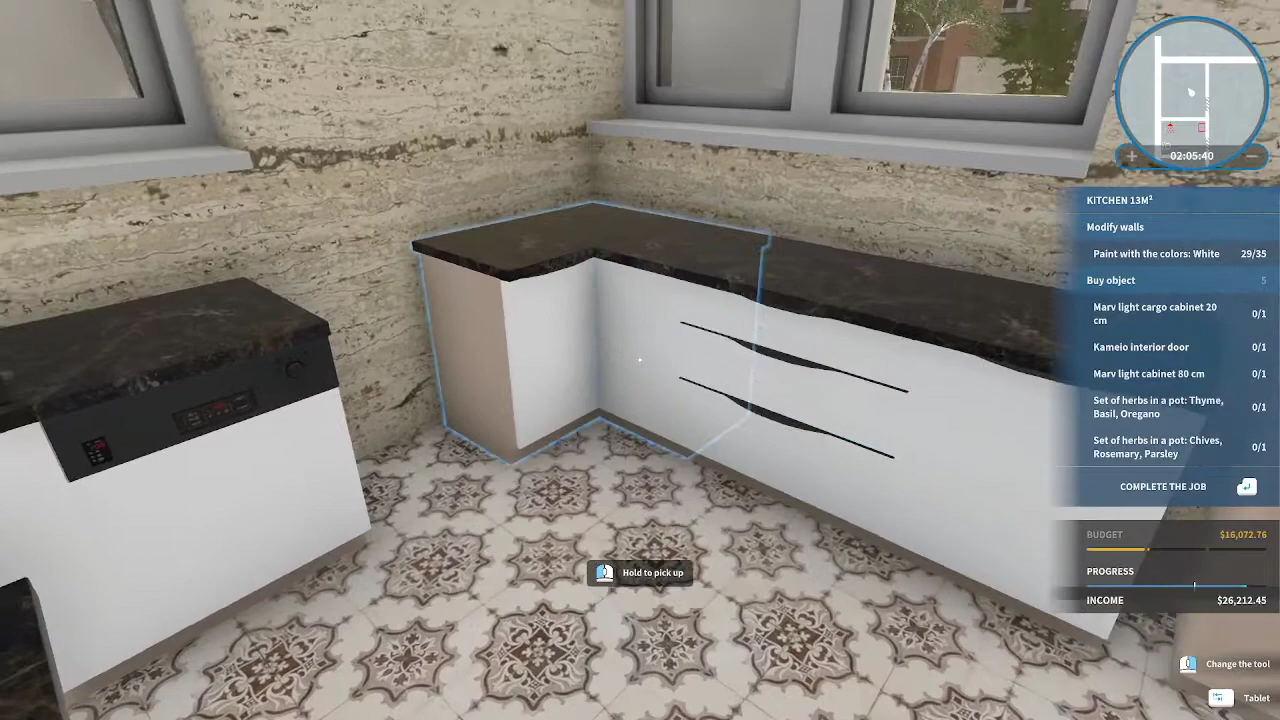 02:05:40
KITCHEN 13M²
Modify walls
Paint with the colors: White 29/35
Buy object 5
Marv light cargo cabinet 20
cm 0/1
Kameio interior door 0/1
Marv light cabinet 80 cm 0/1
Set of herbs in a pot: Thyme,
Basil, Oregano 0/1
Set of herbs in a pot: Chives,
Rosemary, Parsley 0/1
COMPLETE THE JOB
BUDGET $16,072.76
Hold to pick up
PROGRESS
INCOME $26,212.45
Change the tool
Tablet